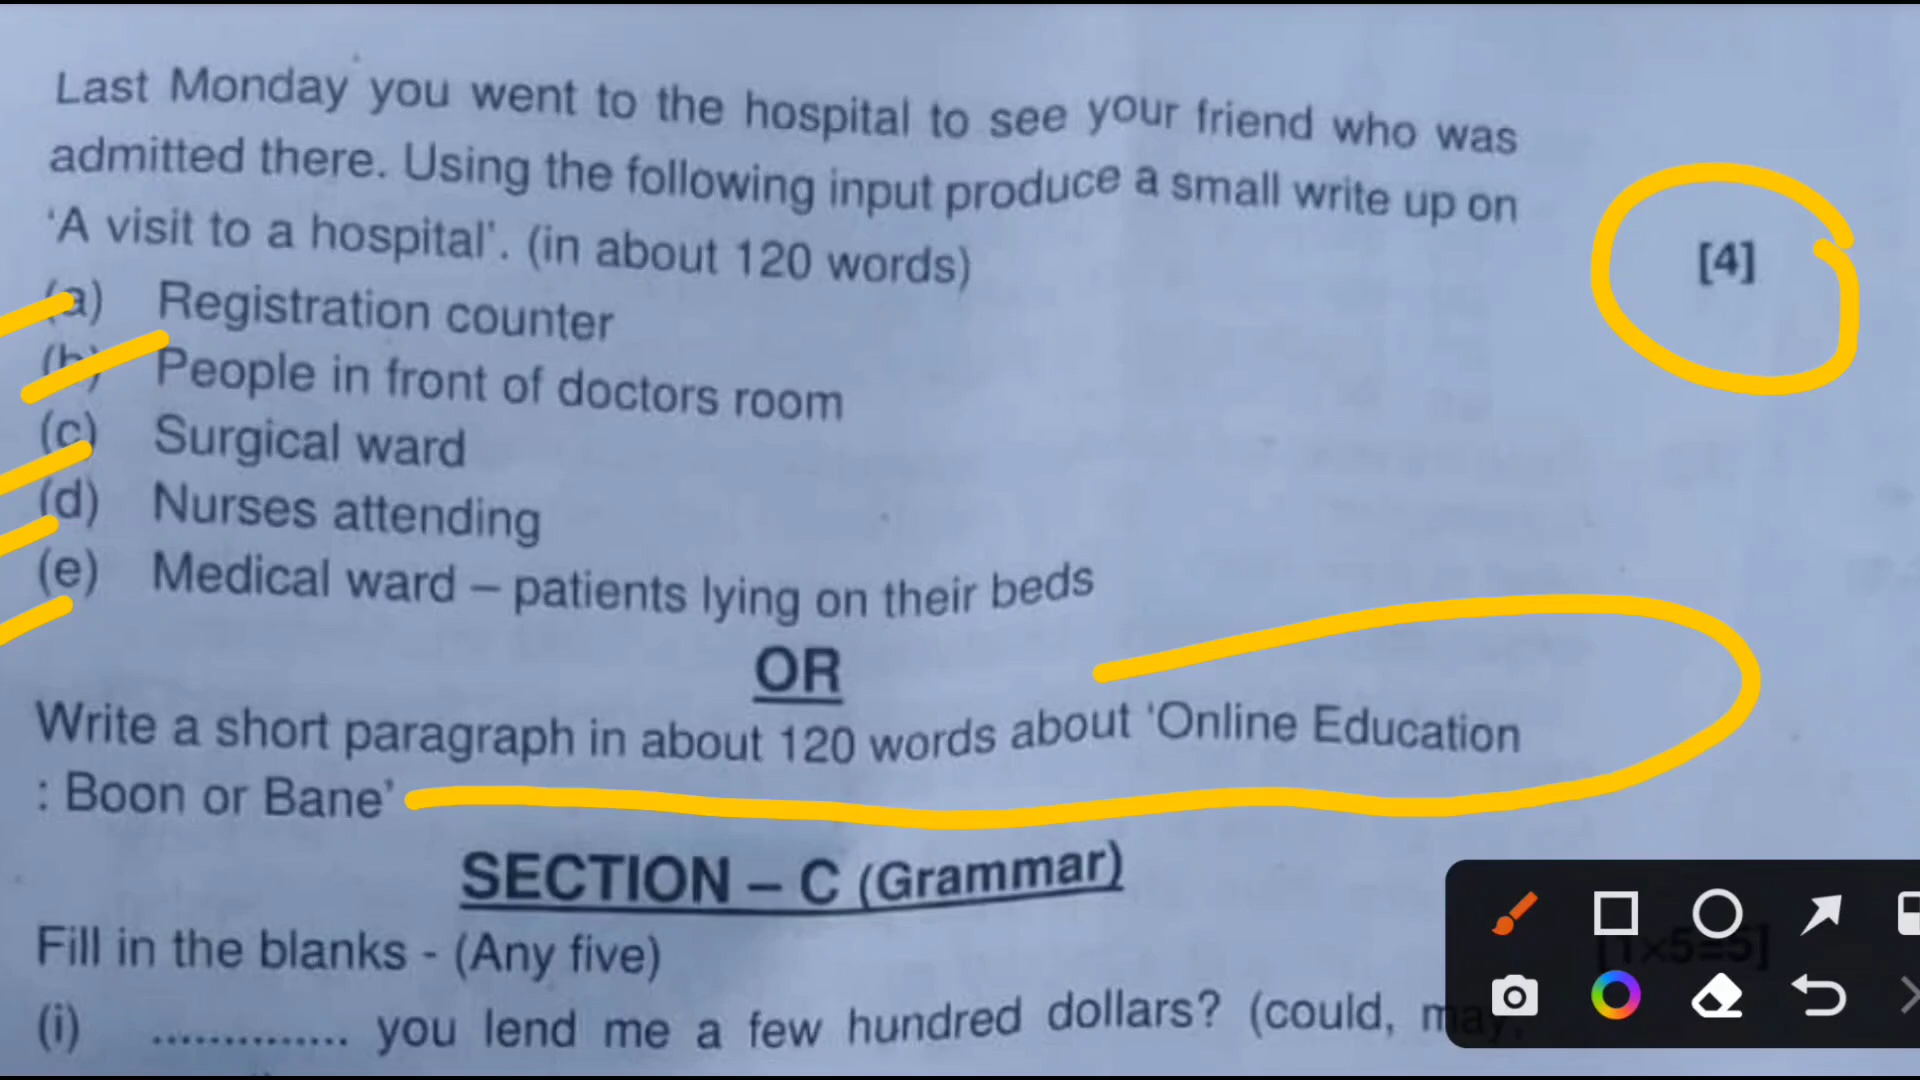 Last Monday you went to the hospital to see your friend who was
admitted there. Using the following input produce a small write up on
'A visit to a hospital'. (in about 120 words) [4]
(a) Registration counter
(b) People in front of doctors room
(c) Surgical ward
(d) Nurses attending
(e) Medical ward – patients lying on their beds
OR
Write a short paragraph in about 120 words about 'Online Education
: Boon or Bane'
SECTION – C (Grammar)
Fill in the blanks - (Any five) [1×5=5]
(i) .............. you lend me a few hundred dollars? (could, may,